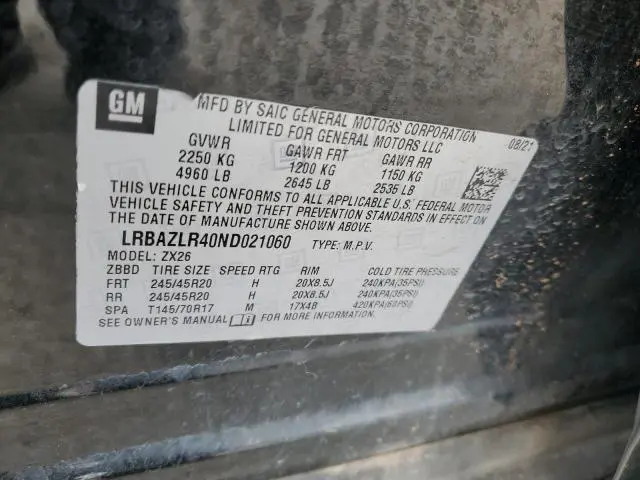 GM
MFD BY SAIC GENERAL MOTORS CORPORATION
LIMITED FOR GENERAL MOTORS LLC
08/21
GVWR GAWR FRT GAWR RR
2250 KG 1200 KG 1150 KG
4960 LB 2645 LB 2535 LB
THIS VEHICLE CONFORMS TO ALL APPLICABLE U.S. FEDERAL MOTOR
VEHICLE SAFETY AND THEFT PREVENTION STANDARDS IN EFFECT ON
THE DATE OF MANUFACTURE SHOWN ABOVE.
LRBAZLR40ND021060 TYPE: M.P.V.
MODEL: ZX26
ZBBD TIRE SIZE SPEED RTG RIM COLD TIRE PRESSURE
FRT 245/45R20 H 20X8.5J 240KPA(35PSI)
RR 245/45R20 H 20X8.5J 240KPA(35PSI)
SPA T145/70R17 M 17X4B 420KPA(60PSI)
SEE OWNER'S MANUAL FOR MORE INFORMATION.